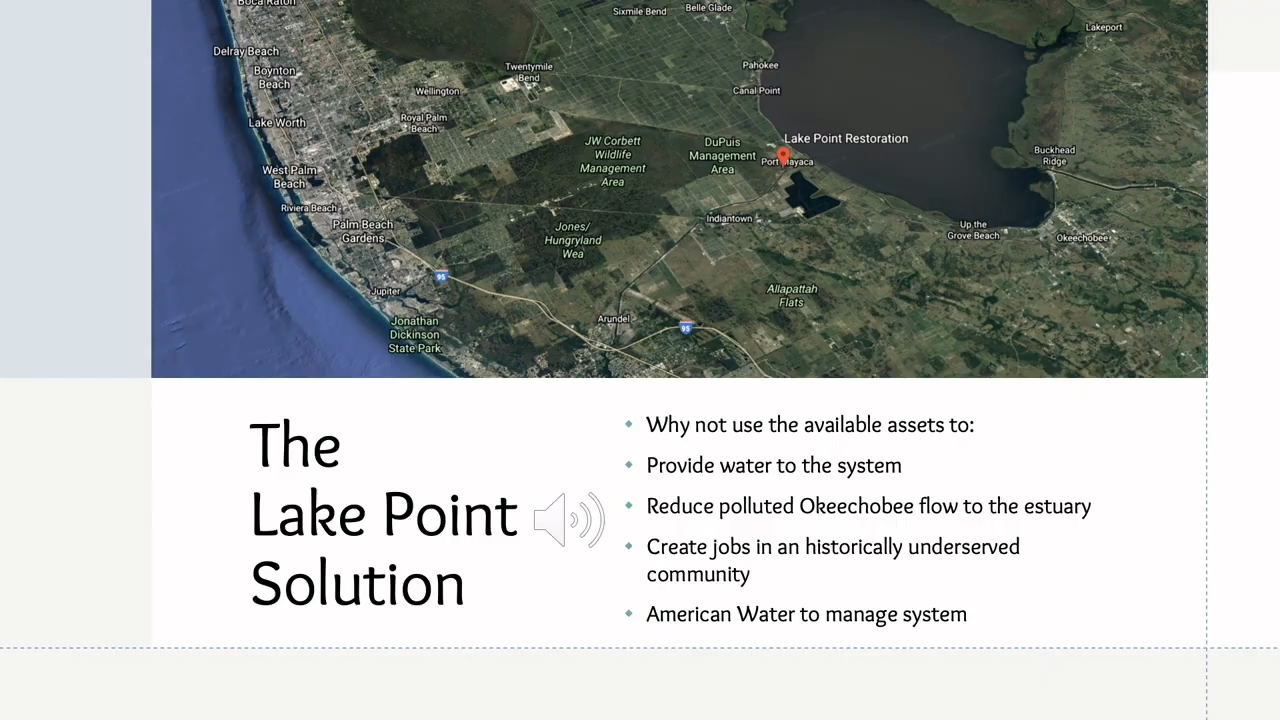 Boca Raton
Sixmile Bend
Belle Glade
Lakeport
Delray Beach
Boynton
Beach
Twentymile
Bend
Pahokee
Wellington
Canal Point
Lake Worth
Royal Palm
Beach
JW Corbett
Wildlife
Management
Area
DuPuis
Management
Area
Lake Point Restoration
Port Mayaca
Buckhead
Ridge
West Palm
Beach
Riviera Beach
Palm Beach
Gardens
Jones/
Hungryland
Wea
Indiantown
Up the
Grove Beach
Okeechobee
95
Jupiter
Allapattah
Flats
Jonathan
Dickinson
State Park
Arundel
95
The
Lake Point
Solution
Why not use the available assets to:
Provide water to the system
Reduce polluted Okeechobee flow to the estuary
Create jobs in an historically underserved
community
American Water to manage system